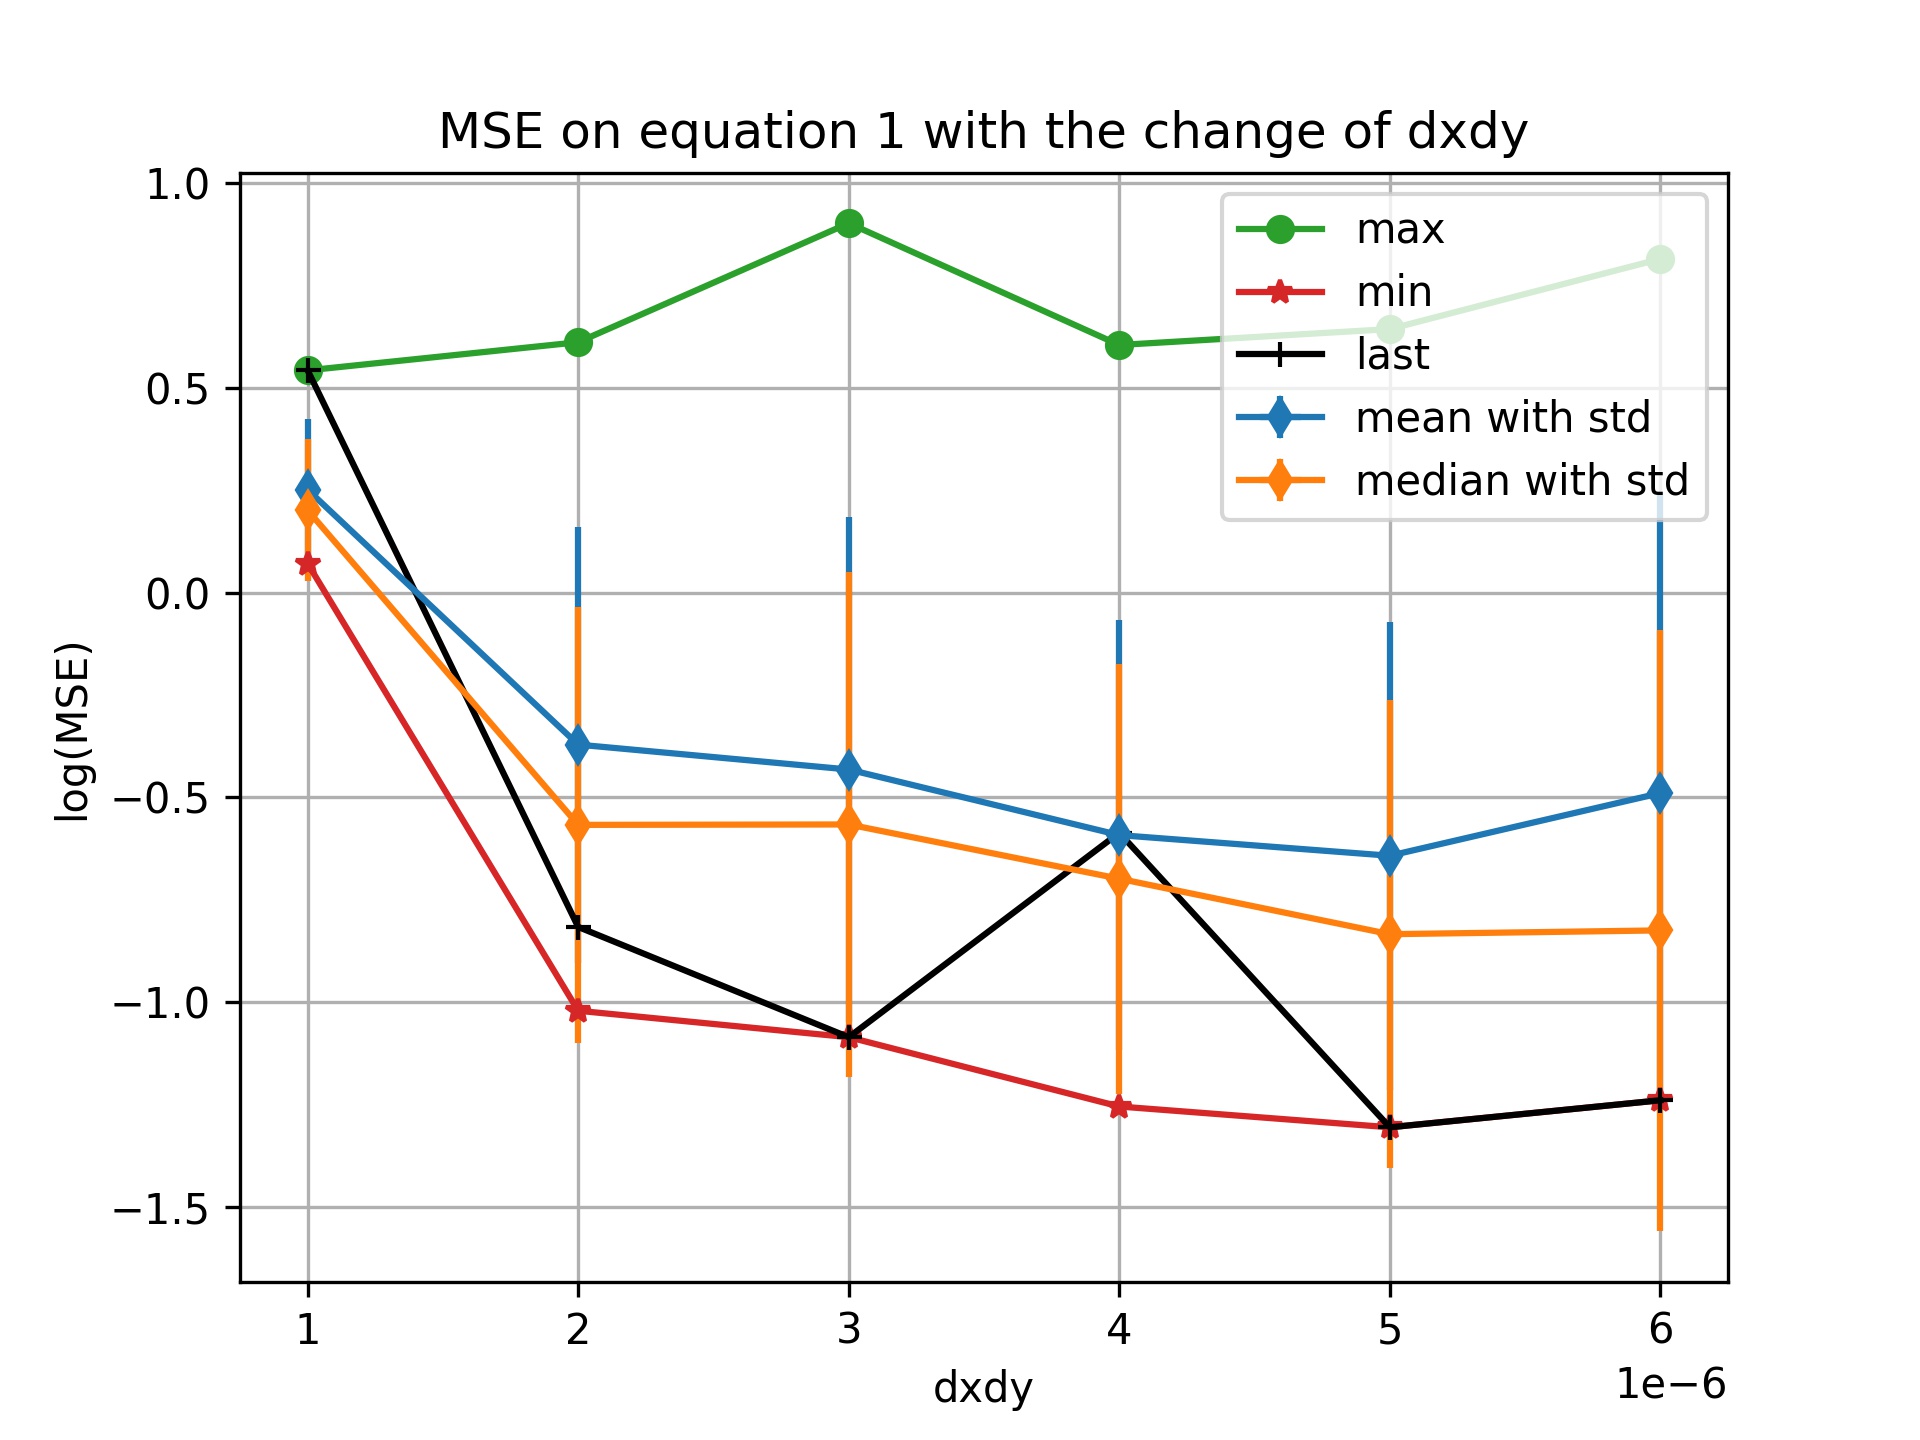 MSE on equation 1 with the change of dxdy
1.0
0.5
0.0
−0.5
−1.0
−1.5
log(MSE)
max
min
last
mean with std
median with std
1 2 3 4 5 6
1e−6
dxdy